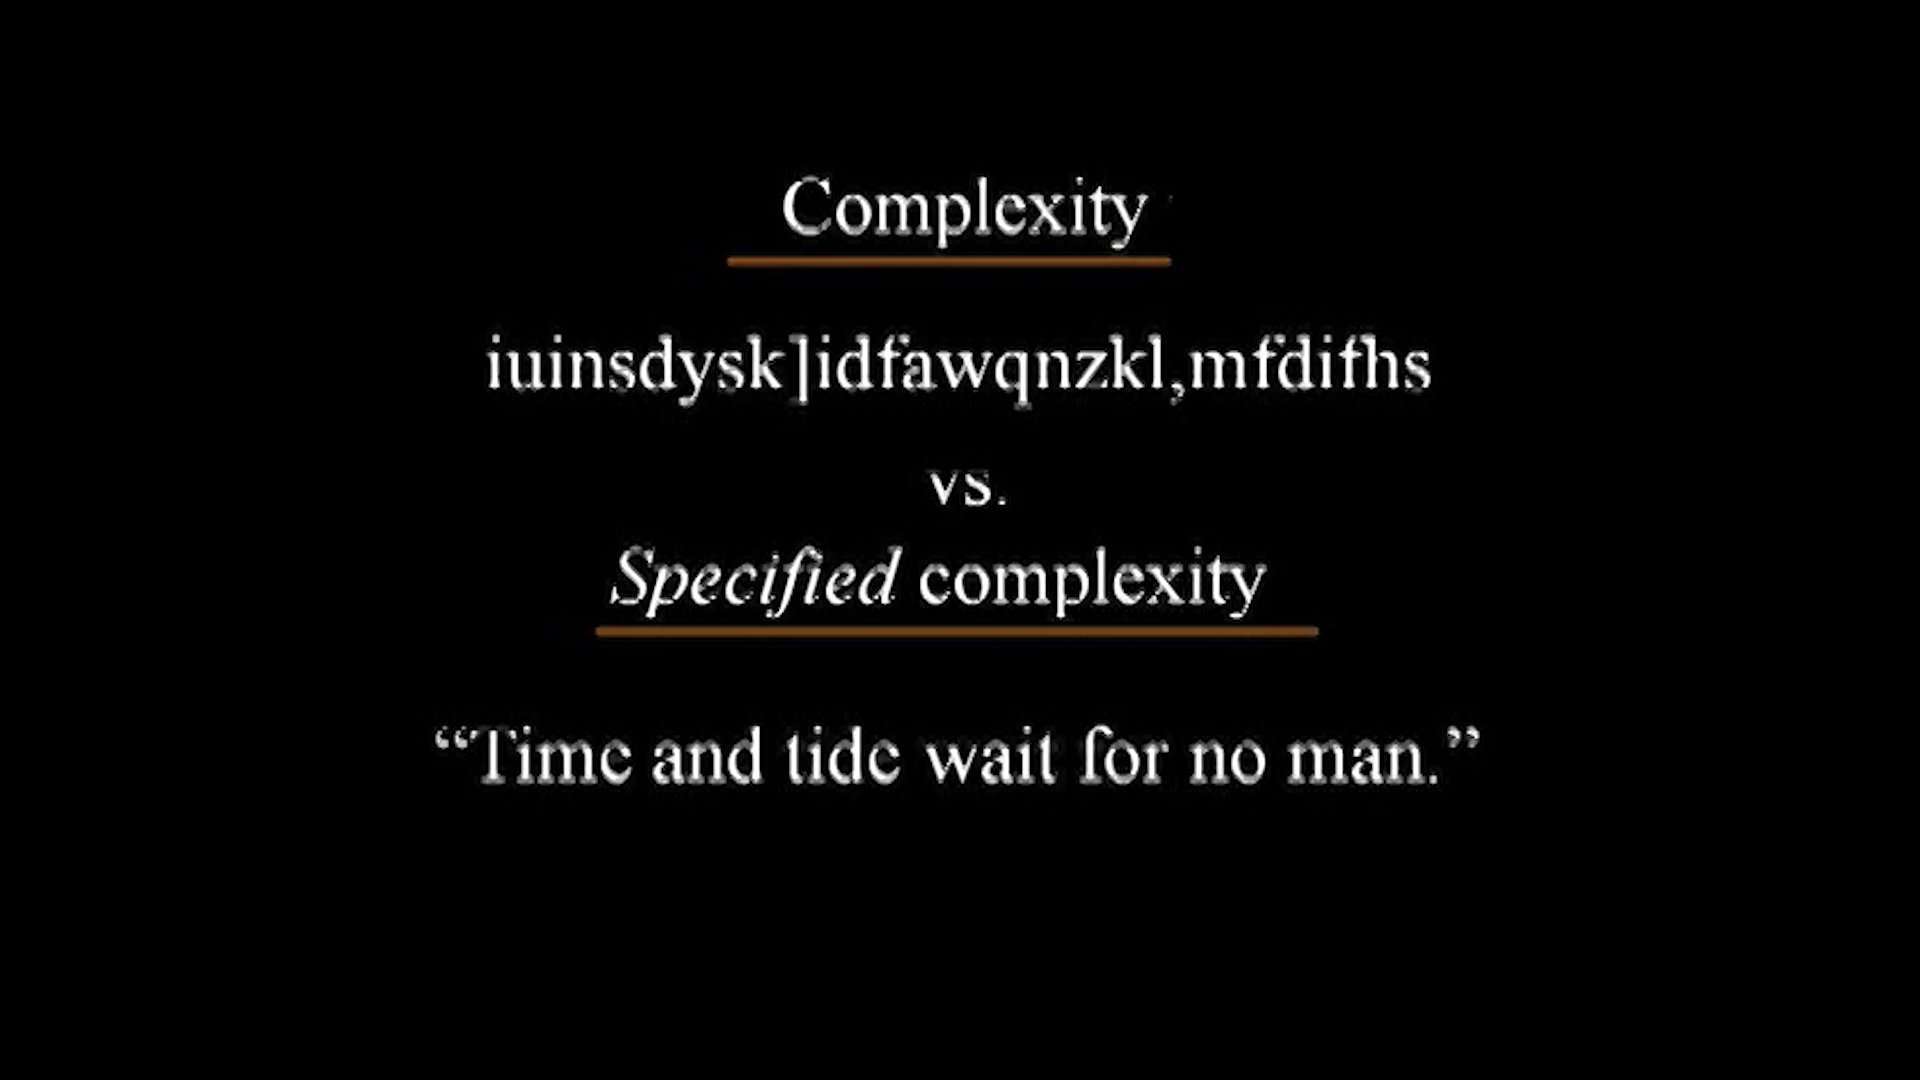 Complexity
iuinsdysk]idfawqnzkl,mfdifhs
vs.
Specified complexity
“Time and tide wait for no man.”